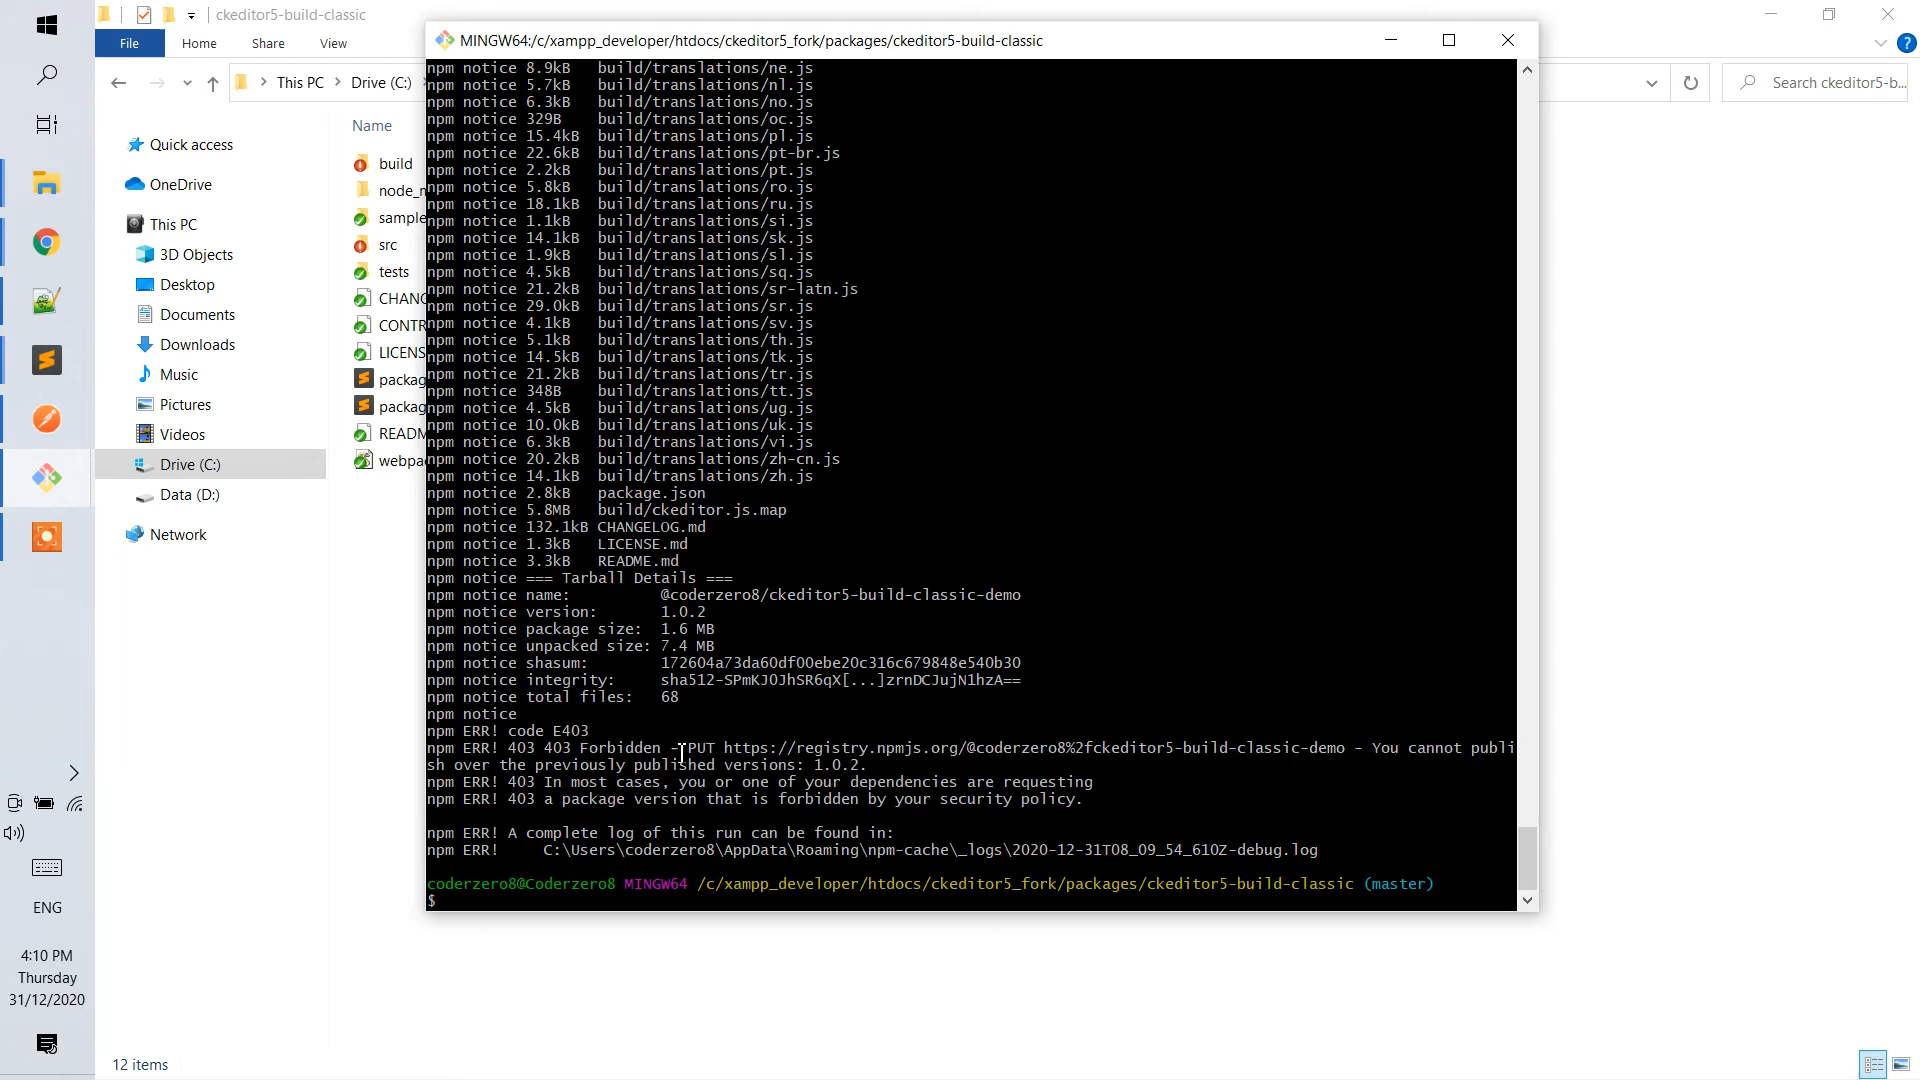 ckeditor5-build-classic
File Home Share View
This PC Drive (C:)
Search ckeditor5-b...
Quick access
OneDrive
This PC
3D Objects
Desktop
Documents
Downloads
Music
Pictures
Videos
Drive (C:)
Data (D:)
Network
Name
build
node_n
sample
src
tests
CHANG
CONTR
LICENS
packag
packag
READM
webpac
12 items
ENG
4:10 PM
Thursday
31/12/2020
MINGW64:/c/xampp_developer/htdocs/ckeditor5_fork/packages/ckeditor5-build-classic
npm notice 8.9kB build/translations/ne.js
npm notice 5.7kB build/translations/nl.js
npm notice 6.3kB build/translations/no.js
npm notice 329B build/translations/oc.js
npm notice 15.4kB build/translations/pl.js
npm notice 22.6kB build/translations/pt-br.js
npm notice 2.2kB build/translations/pt.js
npm notice 5.8kB build/translations/ro.js
npm notice 18.1kB build/translations/ru.js
npm notice 1.1kB build/translations/si.js
npm notice 14.1kB build/translations/sk.js
npm notice 1.9kB build/translations/sl.js
npm notice 4.5kB build/translations/sq.js
npm notice 21.2kB build/translations/sr-latn.js
npm notice 29.0kB build/translations/sr.js
npm notice 4.1kB build/translations/sv.js
npm notice 5.1kB build/translations/th.js
npm notice 14.5kB build/translations/tk.js
npm notice 21.2kB build/translations/tr.js
npm notice 348B build/translations/tt.js
npm notice 4.5kB build/translations/ug.js
npm notice 10.0kB build/translations/uk.js
npm notice 6.3kB build/translations/vi.js
npm notice 20.2kB build/translations/zh-cn.js
npm notice 14.1kB build/translations/zh.js
npm notice 2.8kB package.json
npm notice 5.8MB build/ckeditor.js.map
npm notice 132.1kB CHANGELOG.md
npm notice 1.3kB LICENSE.md
npm notice 3.3kB README.md
npm notice === Tarball Details ===
npm notice name: @coderzero8/ckeditor5-build-classic-demo
npm notice version: 1.0.2
npm notice package size: 1.6 MB
npm notice unpacked size: 7.4 MB
npm notice shasum: 172604a73da60df00ebe20c316c679848e540b30
npm notice integrity: sha512-SPmKJ0JhSR6qX[...]zrnDCJujN1hzA==
npm notice total files: 68
npm notice
npm ERR! code E403
npm ERR! 403 403 Forbidden - PUT https://registry.npmjs.org/@coderzero8%2fckeditor5-build-classic-demo - You cannot publi
sh over the previously published versions: 1.0.2.
npm ERR! 403 In most cases, you or one of your dependencies are requesting
npm ERR! 403 a package version that is forbidden by your security policy.
npm ERR! A complete log of this run can be found in:
npm ERR! C:\Users\coderzero8\AppData\Roaming\npm-cache\_logs\2020-12-31T08_09_54_610Z-debug.log
coderzero8@Coderzero8 MINGW64 /c/xampp_developer/htdocs/ckeditor5_fork/packages/ckeditor5-build-classic (master)
$